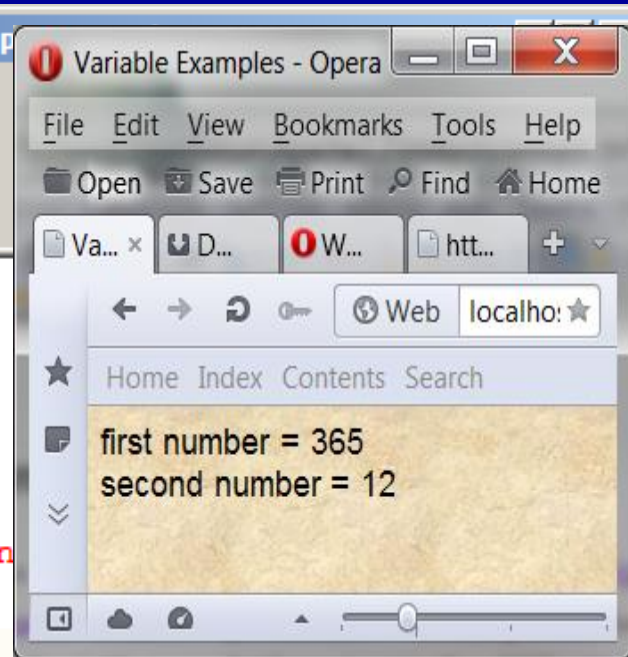 p
Variable Examples - Opera
File Edit View Bookmarks Tools Help
Open Save Print Find Home
Va... D... W... htt...
Web localhos
Home Index Contents Search
first number = 365
second number = 12
n